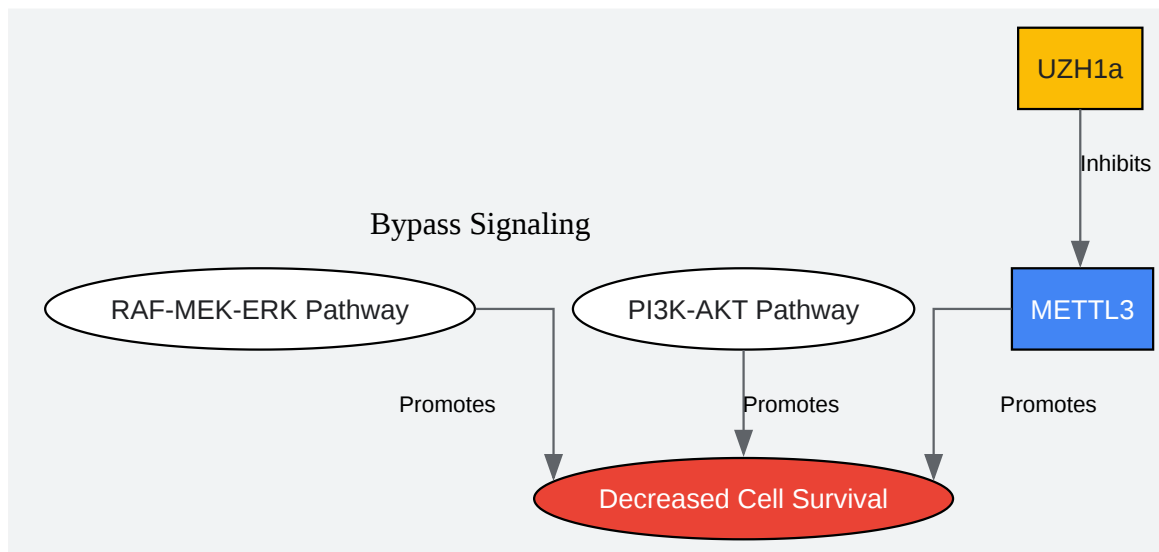 UZH1a
Inhibits
Bypass Signaling
RAF-MEK-ERK Pathway
PI3K-AKT Pathway
METTL3
Promotes
Promotes
Promotes
Decreased Cell Survival